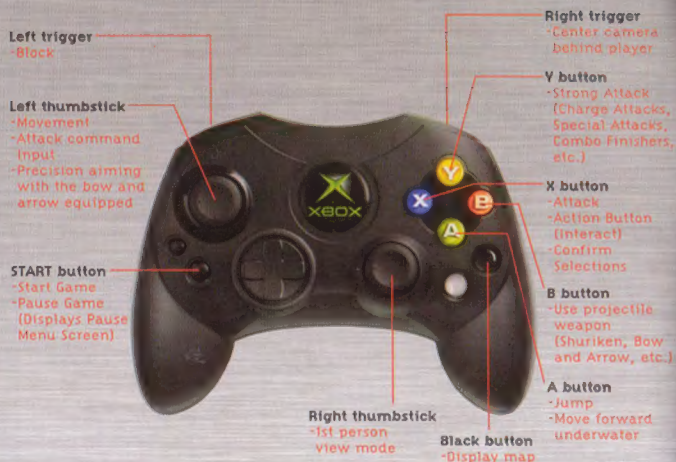 Left trigger
-Block
Left thumbstick
-Movement
-Attack command
input
-Precision aiming
with the bow and
arrow equipped
START button
-Start Game
-Pause Game
(Displays Pause
Menu Screen)
XBOX
Y
X
B
A
Right thumbstick
-1st person
view mode
Black button
-Display map
Right trigger
-Center camera
behind player
Y button
-Strong Attack
(Charge Attacks,
Special Attacks,
Combo Finishers,
etc.)
X button
-Attack
-Action Button
(Interact)
-Confirm
Selections
B button
-Use projectile
weapon
(Shuriken, Bow
and Arrow, etc.)
A button
-Jump
-Move forward
underwater